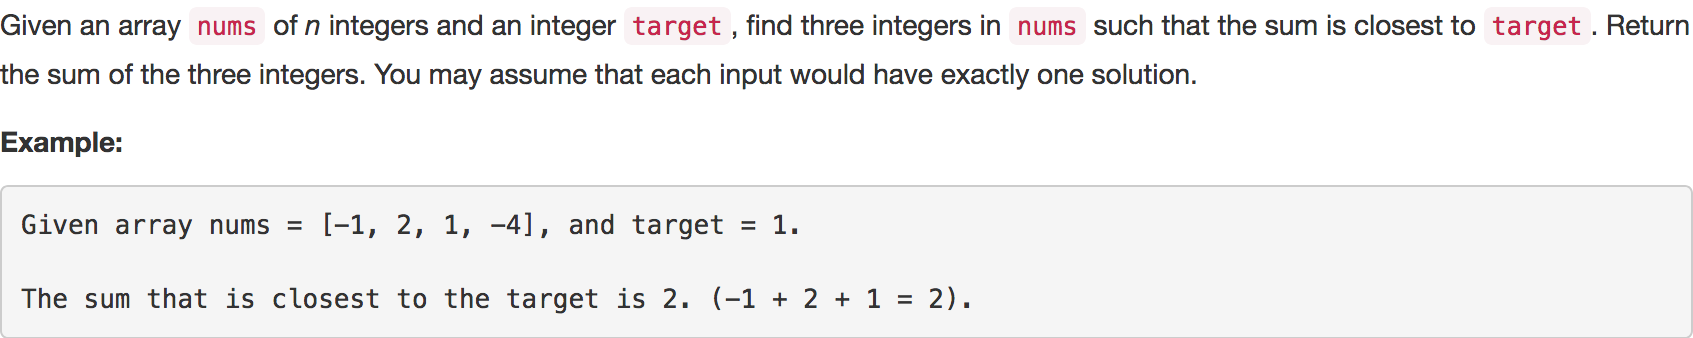 Given an array nums of n integers and an integer target, find three integers in nums such that the sum is closest to target. Return
the sum of the three integers. You may assume that each input would have exactly one solution.
Example:
Given array nums = [-1, 2, 1, -4], and target = 1.
The sum that is closest to the target is 2. (-1 + 2 + 1 = 2).